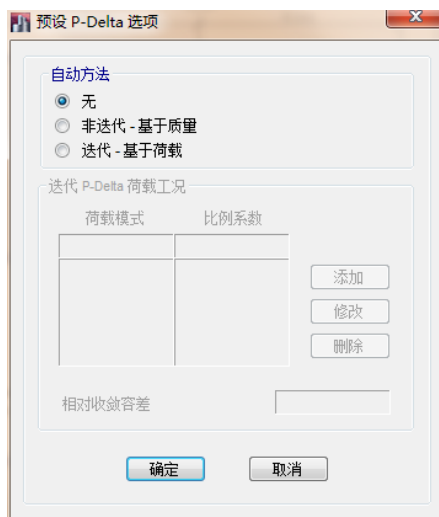 预设 P-Delta 选项
自动方法
无
非迭代 - 基于质量
迭代 - 基于荷载
迭代 P-Delta 荷载工况
荷载模式 比例系数
添加
修改
删除
相对收敛容差
确定 取消